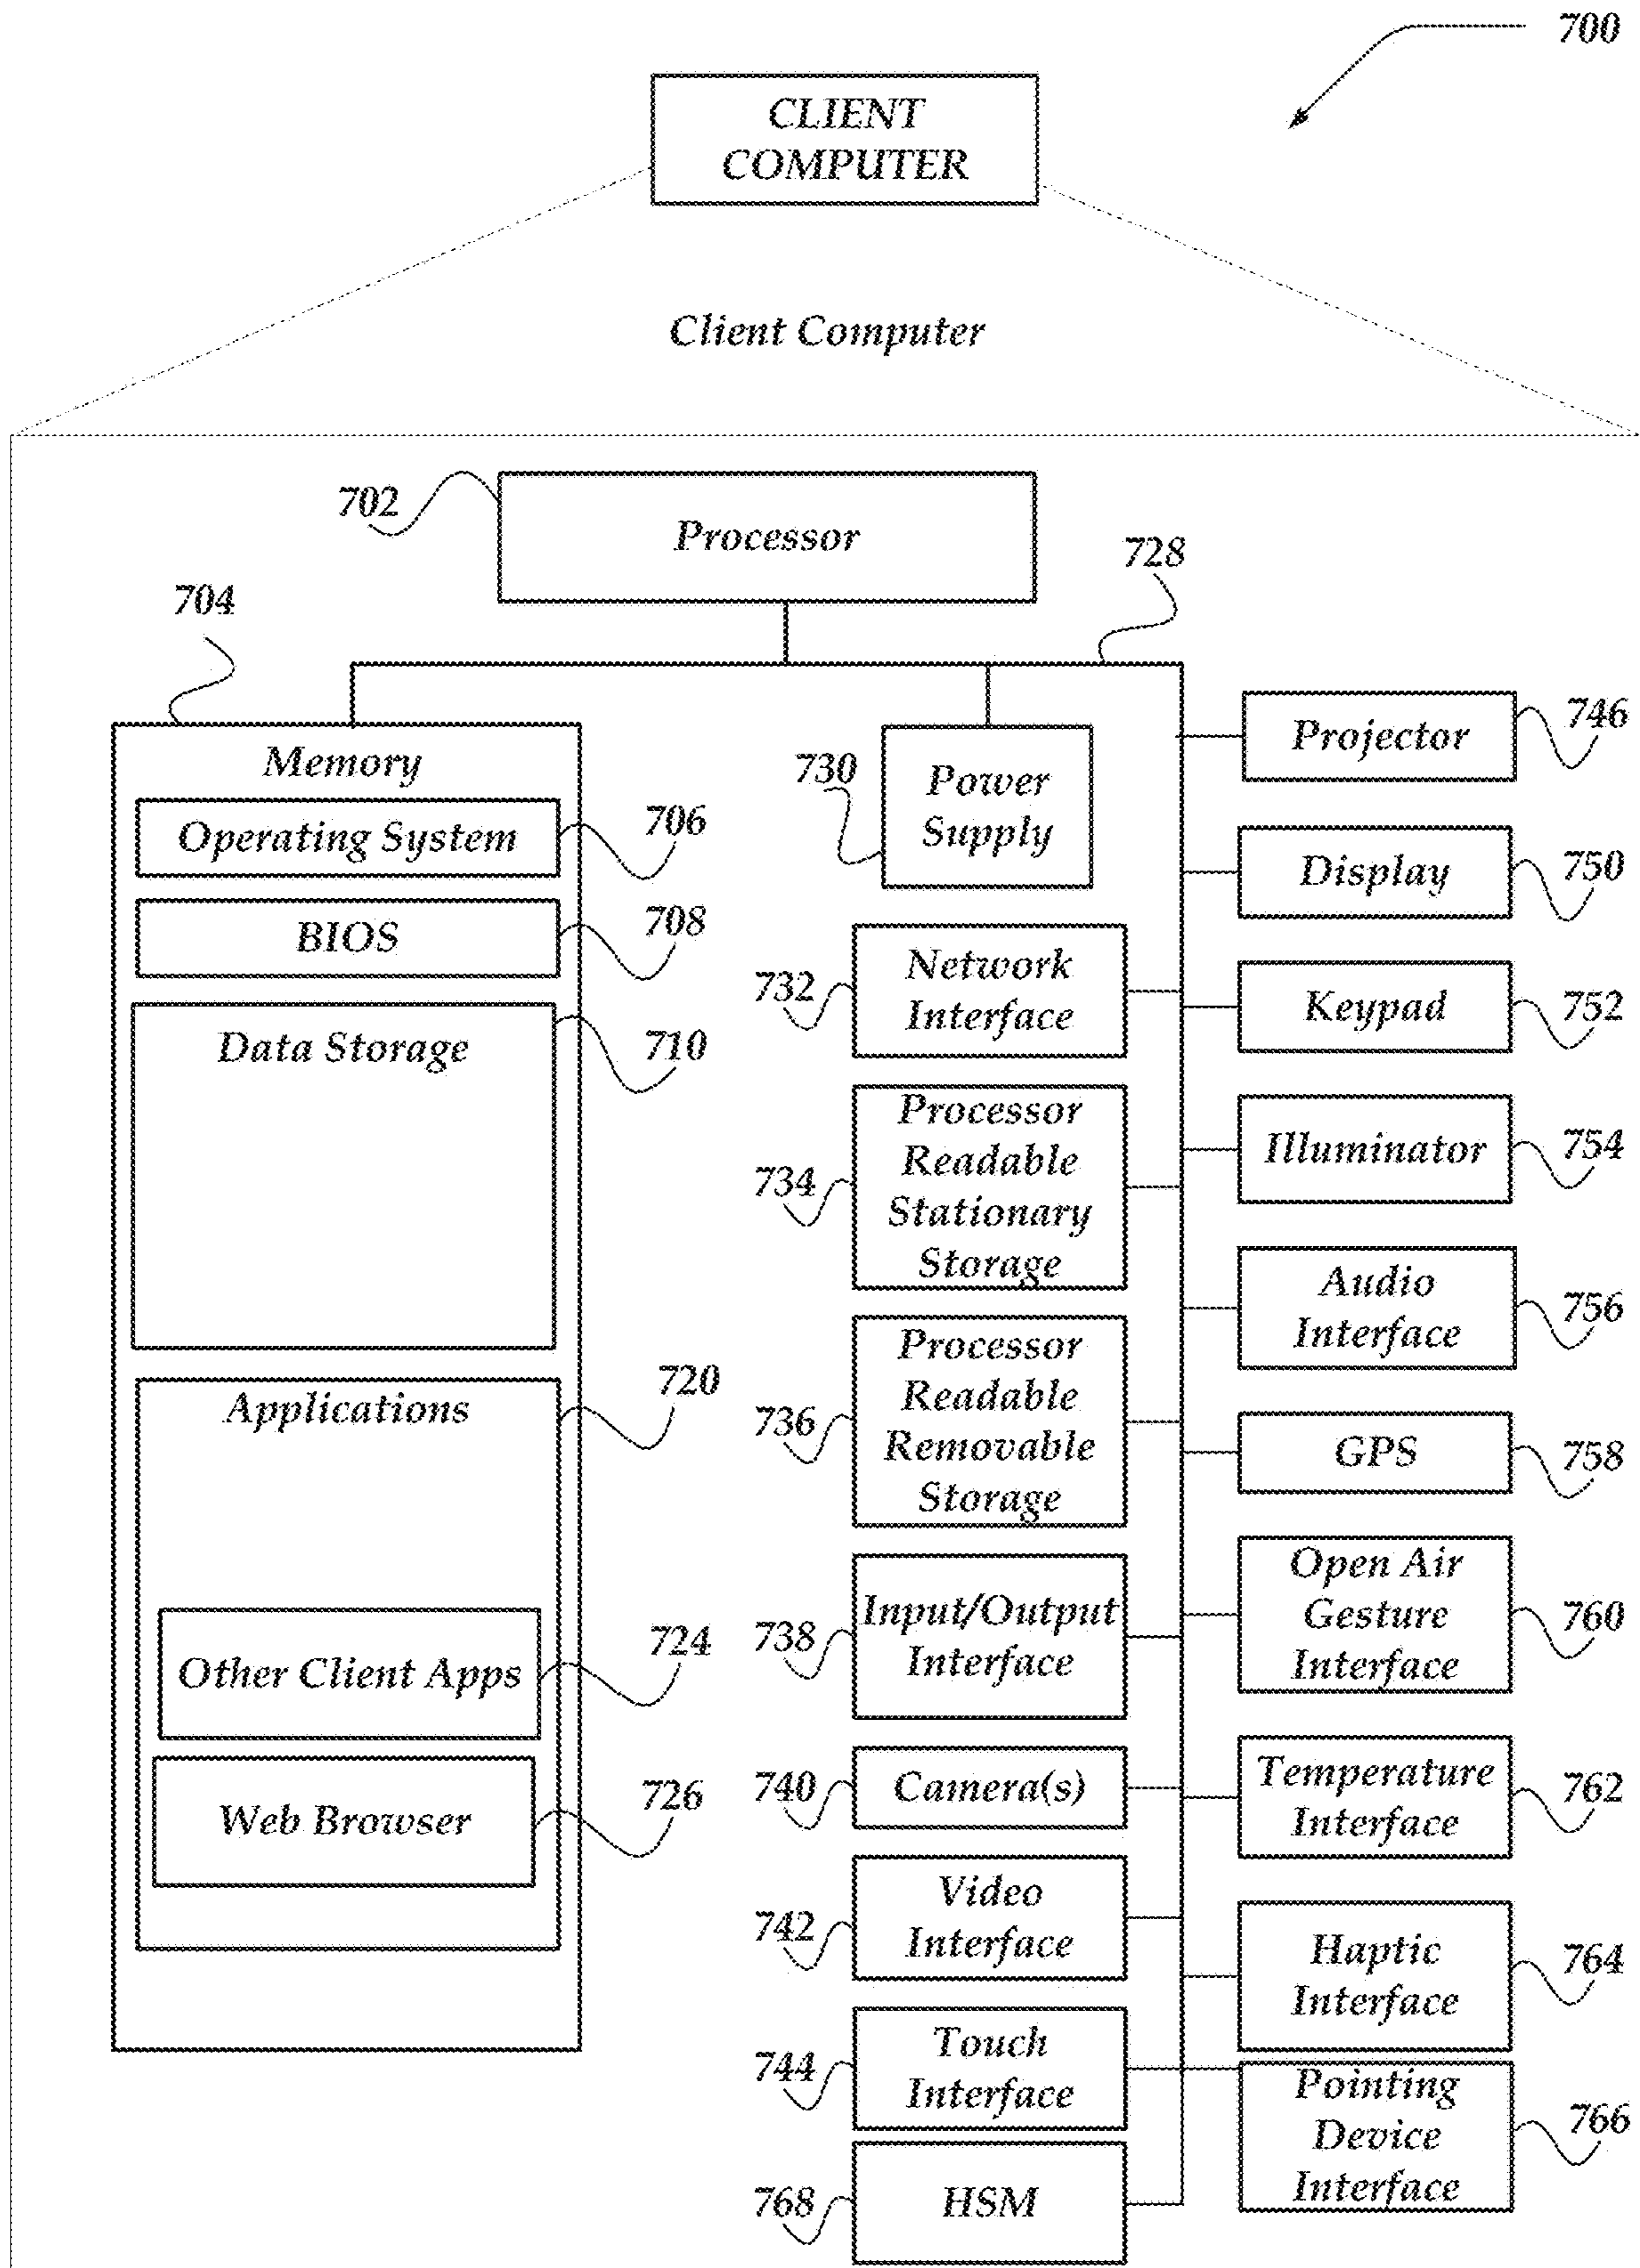 700
CLIENT
COMPUTER
Client Computer
702
Processor
728
704
Memory
Operating System
706
BIOS
708
Data Storage
710
Applications
720
Other Client Apps
724
Web Browser
726
730
Power
Supply
732
Network
Interface
734
Processor
Readable
Stationary
Storage
736
Processor
Readable
Removable
Storage
738
Input/Output
Interface
740
Camera(s)
742
Video
Interface
744
Touch
Interface
768
HSM
Projector
746
Display
750
Keypad
752
Illuminator
754
Audio
Interface
756
GPS
758
Open Air
Gesture
Interface
760
Temperature
Interface
762
Haptic
Interface
764
Pointing
Device
Interface
766